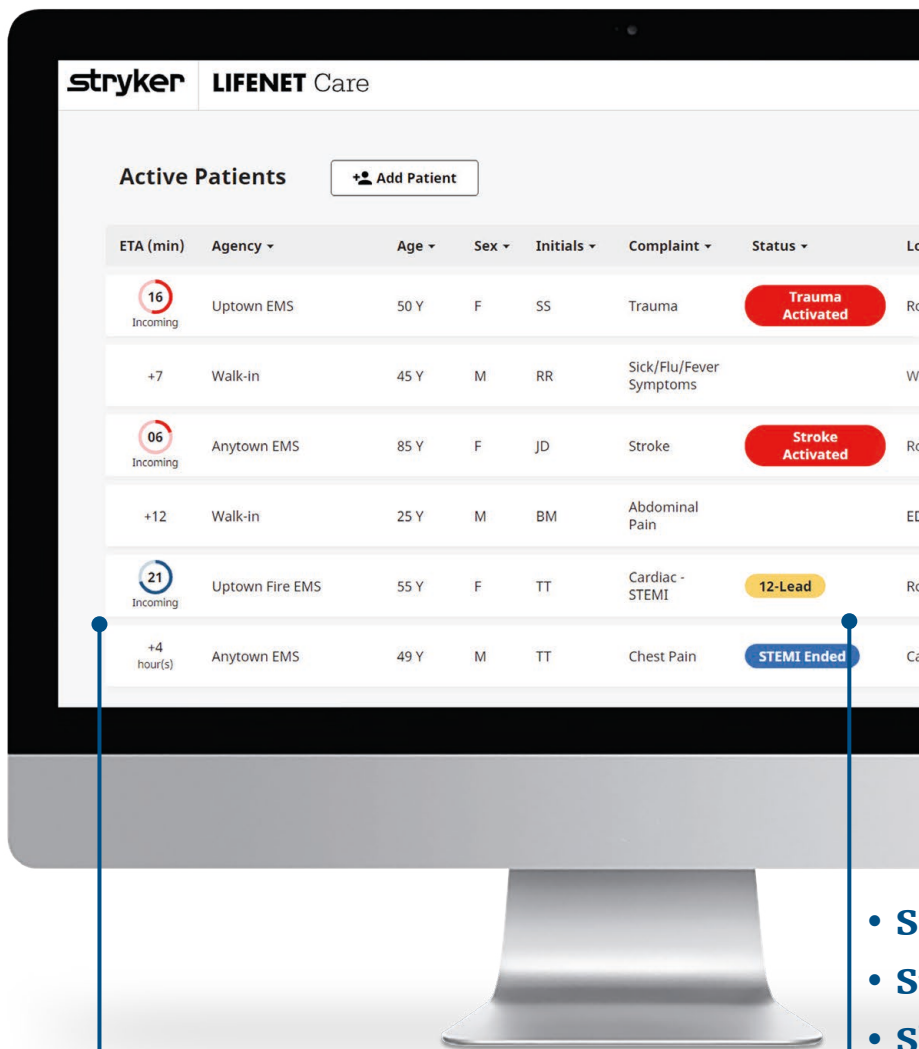 stryker LIFENET Care
Active Patients Add Patient
ETA (min) Agency Age Sex Initials Complaint Status
16
Incoming
Uptown EMS 50 Y F SS Trauma
Trauma
Activated
+7 Walk-in 45 Y M RR
Sick/Flu/Fever
Symptoms
06
Incoming
Anytown EMS 85 Y F JD Stroke
Stroke
Activated
+12 Walk-in 25 Y M BM
Abdominal
Pain
21
Incoming
Uptown Fire EMS 55 Y F TT
Cardiac -
STEMI
12-Lead
+4
hour(s)
Anytown EMS 49 Y M TT Chest Pain STEMI Ended
• S
• S
• S